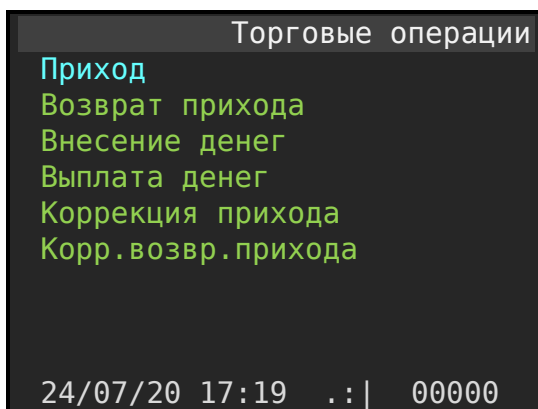 Торговые операции
Приход
Возврат прихода
Внесение денег
Выплата денег
Коррекция прихода
Корр.возвр.прихода
24/07/20 17:19 .:| 00000